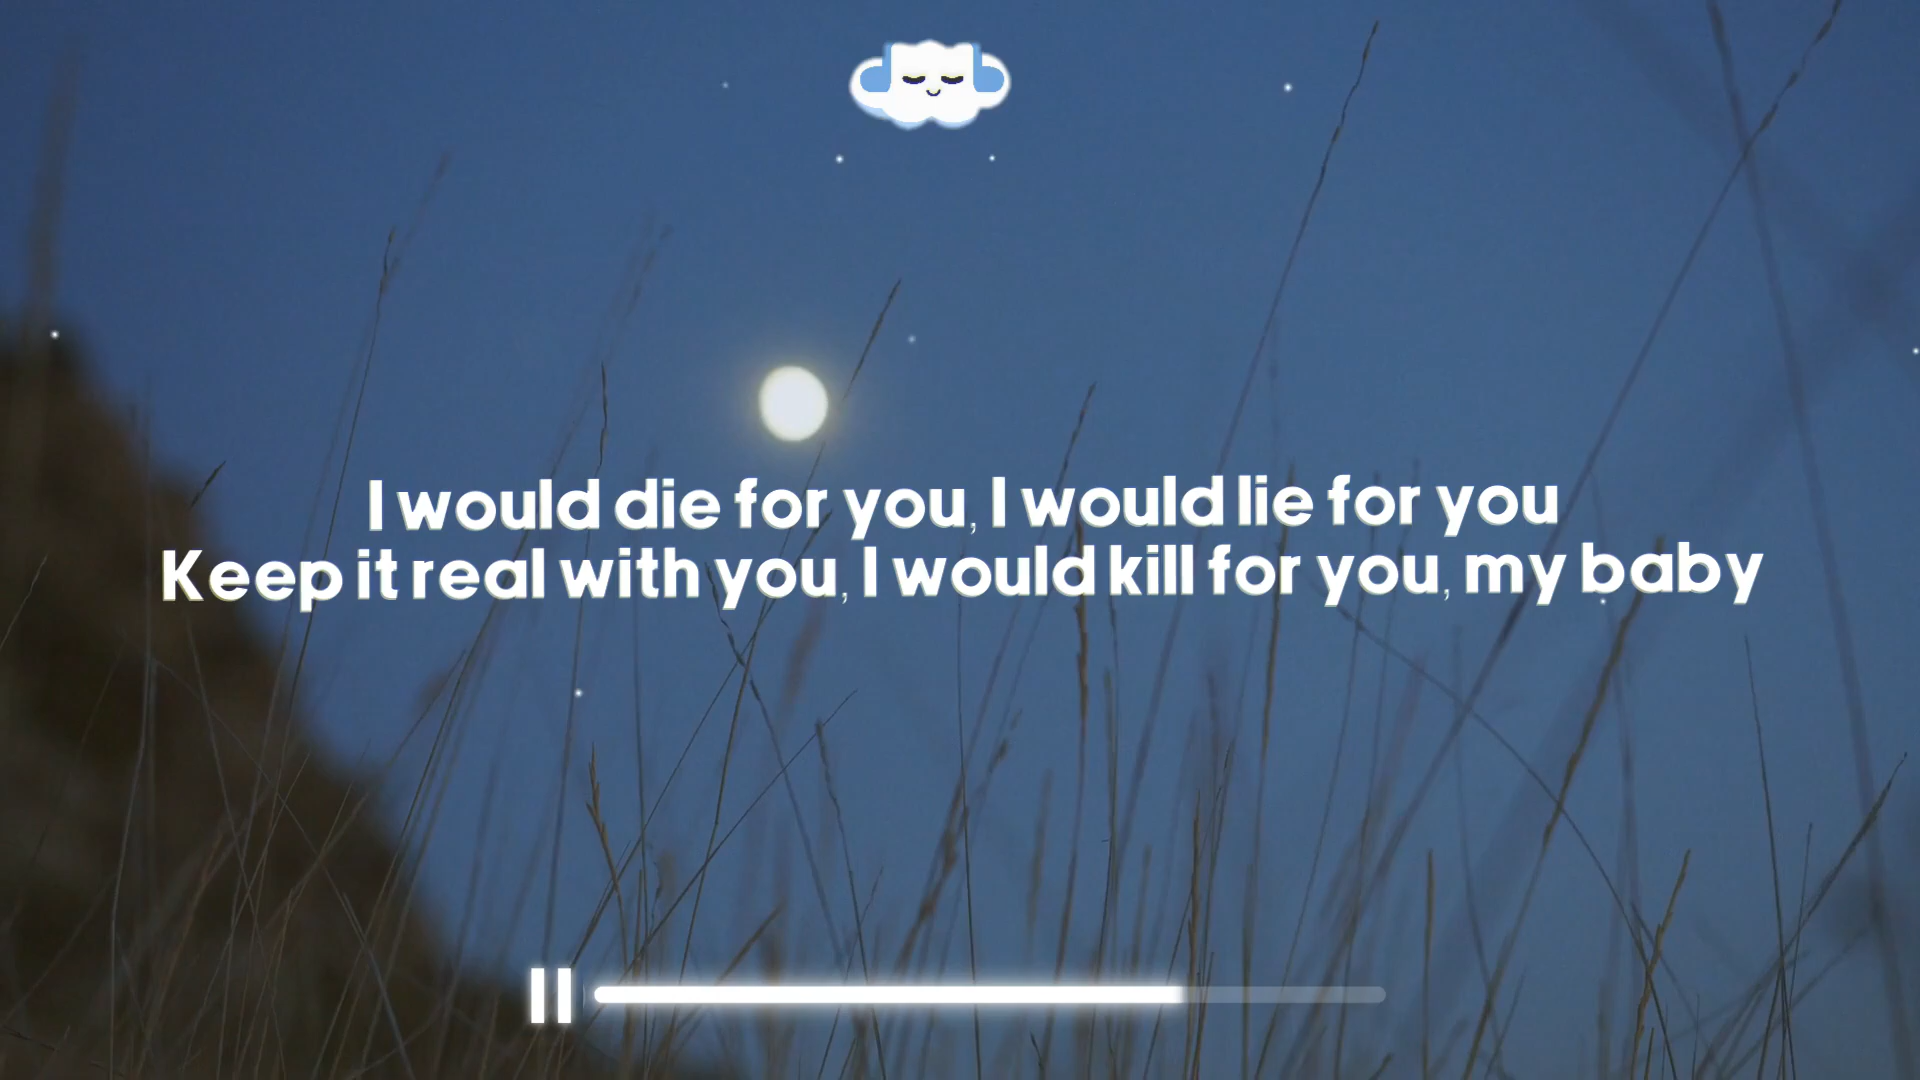 I would die for you, I would lie for you
Keep it real with you, I would kill for you, my baby